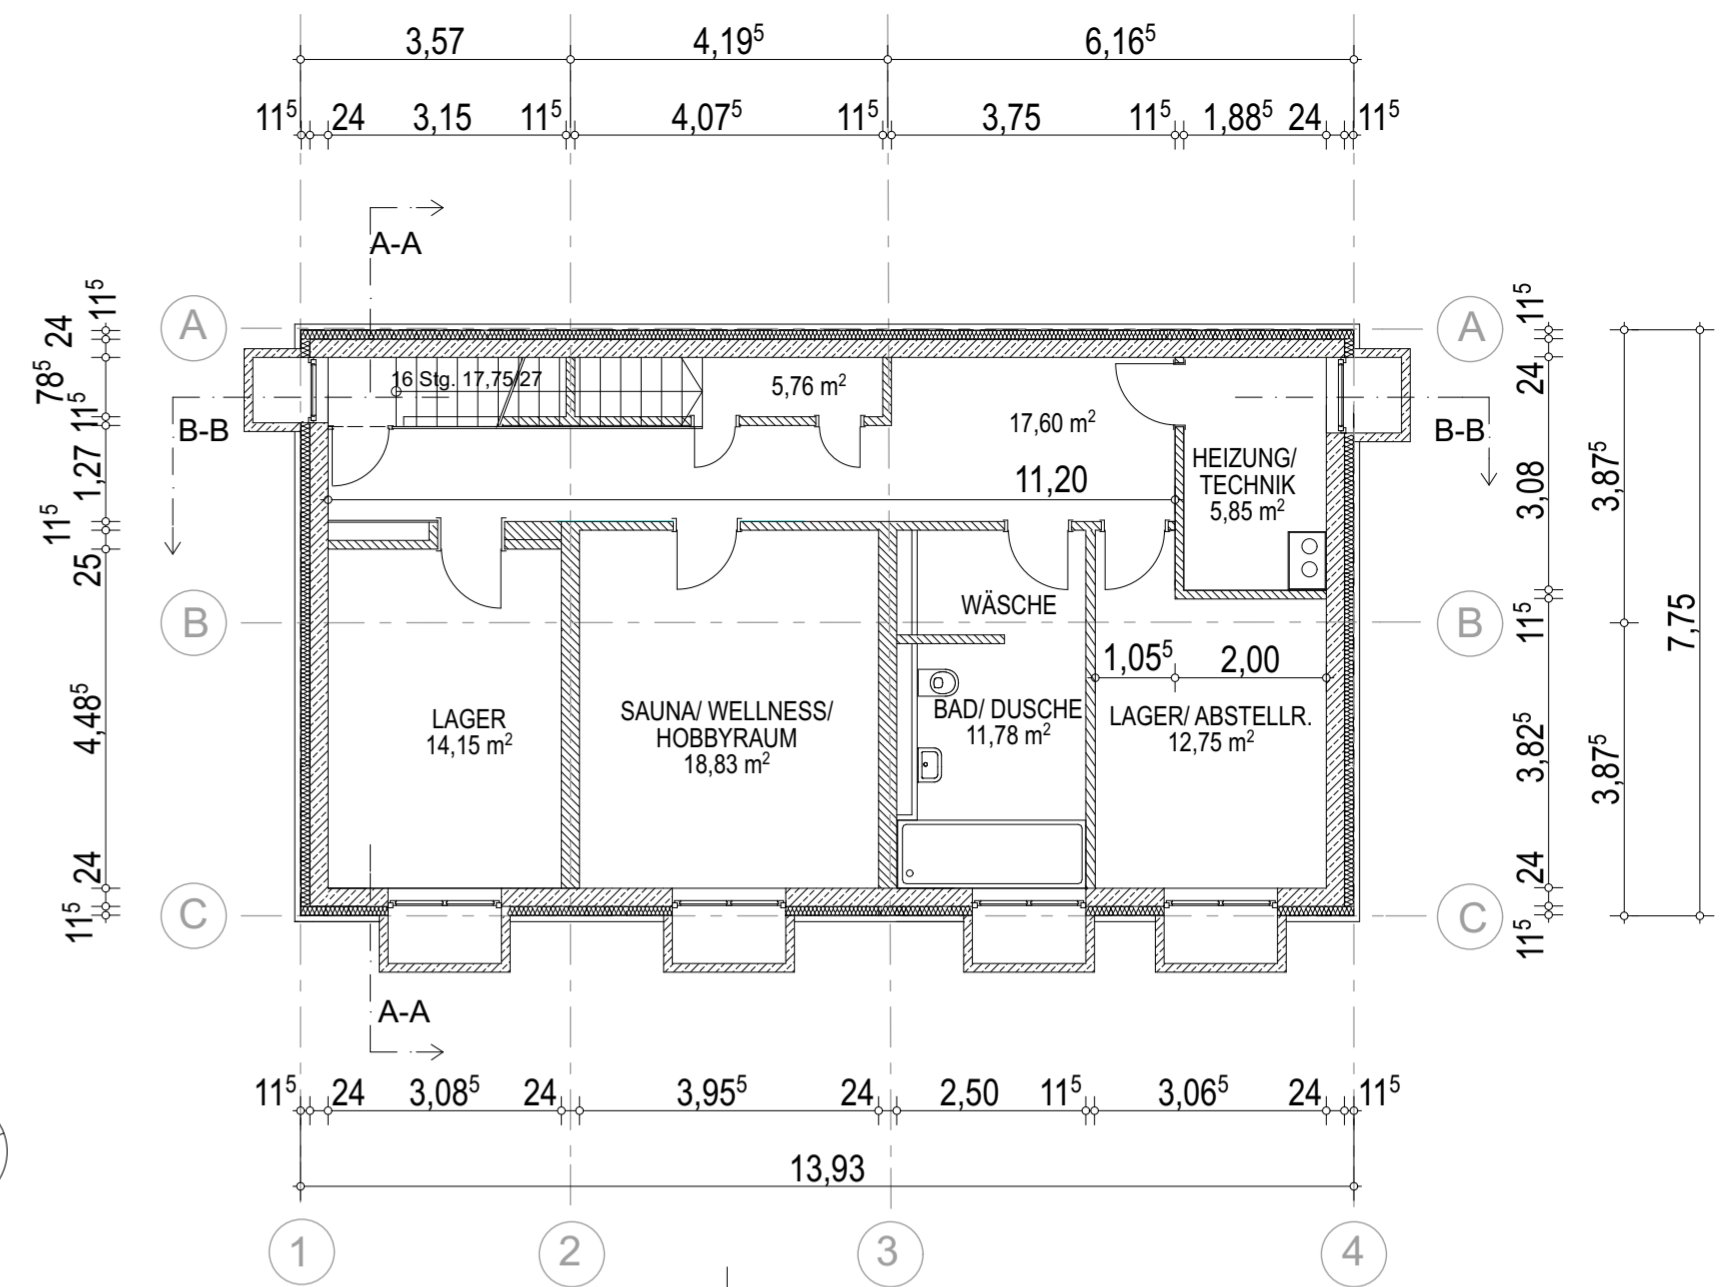 3,57 4,19⁵ 6,16⁵
11⁵ 24 3,15 11⁵ 4,07⁵ 11⁵ 3,75 11⁵ 1,88⁵ 24 11⁵
A-A
A A
16 Stg. 17,75/27
5,76 m²
17,60 m²
B-B B-B
11,20
HEIZUNG/
TECHNIK
5,85 m²
WÄSCHE
B B
1,05⁵ 2,00
LAGER
14,15 m²
SAUNA/ WELLNESS/
HOBBYRAUM
18,83 m²
BAD/ DUSCHE
11,78 m²
LAGER/ ABSTELLR.
12,75 m²
C C
11⁵
24
78⁵
11⁵
1,27
11⁵
25
4,48⁵
24
11⁵
11⁵
24
3,08
11⁵
3,82⁵
24
11⁵
3,87⁵
3,87⁵
7,75
A-A
11⁵ 24 3,08⁵ 24 3,95⁵ 24 2,50 11⁵ 3,06⁵ 24 11⁵
13,93
1 2 3 4